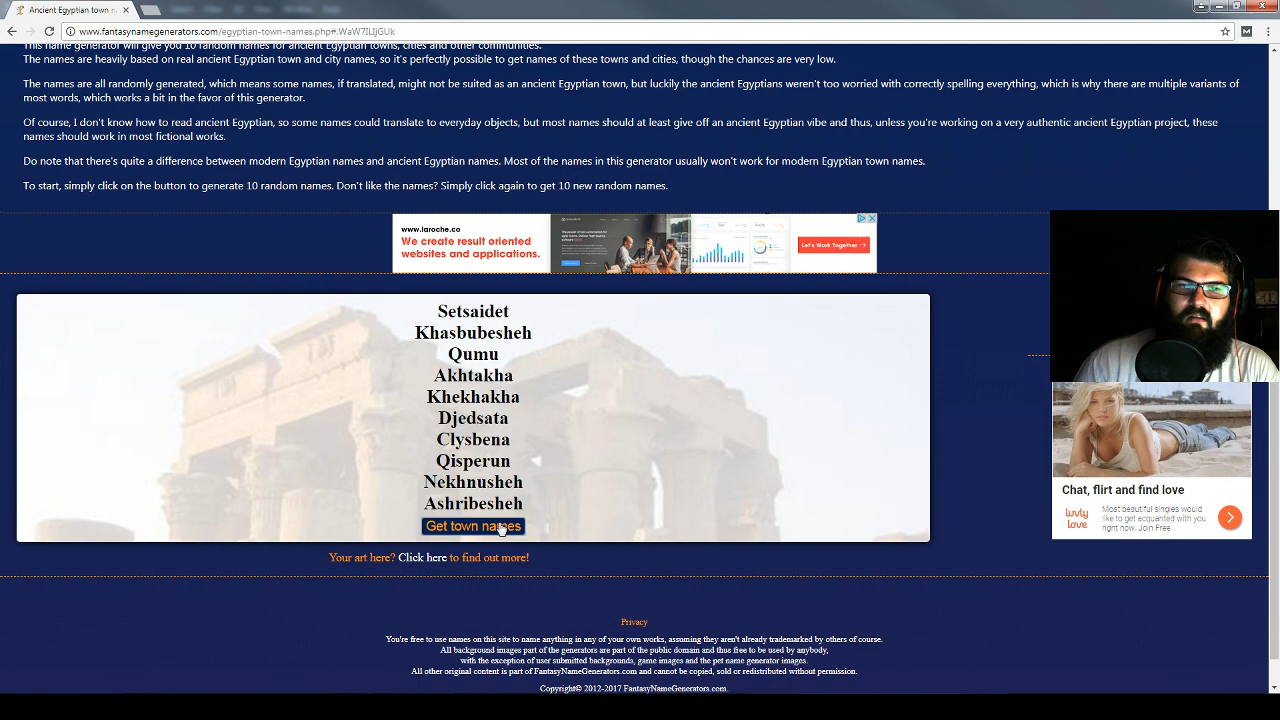 Ancient Egyptian town n
www.fantasynamegenerators.com/egyptian-town-names.php#.WaW7ILIjGUk
This name generator will give you 10 random names for ancient Egyptian towns, cities and other communities.
The names are heavily based on real ancient Egyptian town and city names, so it's perfectly possible to get names of these towns and cities, though the chances are very low.
The names are all randomly generated, which means some names, if translated, might not be suited as an ancient Egyptian town, but luckily the ancient Egyptians weren't too worried with correctly spelling everything, which is why there are multiple variants of
most words, which works a bit in the favor of this generator.
Of course, I don't know how to read ancient Egyptian, so some names could translate to everyday objects, but most names should at least give off an ancient Egyptian vibe and thus, unless you're working on a very authentic ancient Egyptian project, these
names should work in most fictional works.
Do note that there's quite a difference between modern Egyptian names and ancient Egyptian names. Most of the names in this generator usually won't work for modern Egyptian town names.
To start, simply click on the button to generate 10 random names. Don't like the names? Simply click again to get 10 new random names.
www.laroche.co
We create result oriented
websites and applications.
Let's Work Together
Setsaidet
Khasbubesheh
Qumu
Akhtakha
Khekhakha
Djedsata
Clysbena
Qisperun
Nekhnusheh
Ashribesheh
Get town names
Your art here? Click here to find out more!
Chat, flirt and find love
luvly
love
Most beautiful singles would
like to get acquainted with you
right now. Join Free
Privacy
You're free to use names on this site to name anything in any of your own works, assuming they aren't already trademarked by others of course.
All background images part of the generators are part of the public domain and thus free to be used by anybody,
with the exception of user submitted backgrounds, game images and the pet name generator images.
All other original content is part of FantasyNameGenerators.com and cannot be copied, sold or redistributed without permission.
Copyright© 2012-2017 FantasyNameGenerators.com.